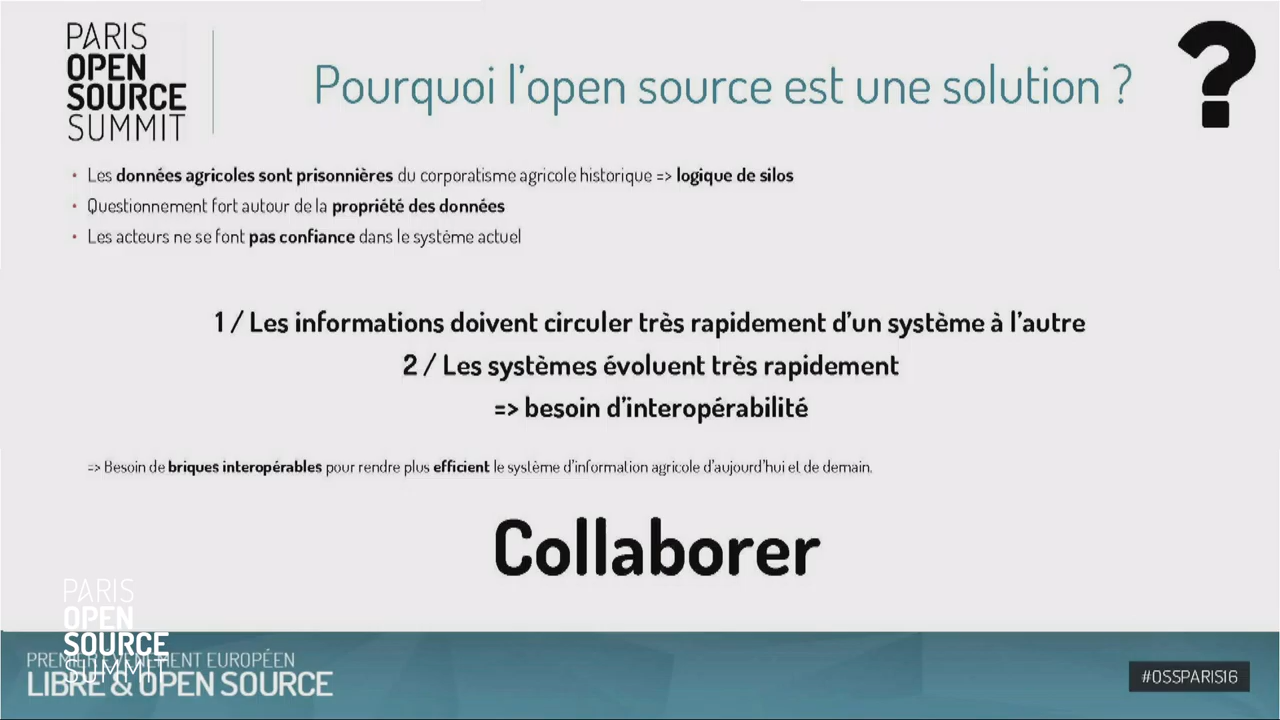 PARIS
OPEN
SOURCE
SUMMIT
Pourquoi l'open source est une solution ?
?
• Les données agricoles sont prisonnières du corporatisme agricole historique => logique de silos
• Questionnement fort autour de la propriété des données
• Les acteurs ne se font pas confiance dans le système actuel
1 / Les informations doivent circuler très rapidement d'un système à l'autre
2 / Les systèmes évoluent très rapidement
=> besoin d'interopérabilité
=> Besoin de briques interopérables pour rendre plus efficient le système d'information agricole d'aujourd'hui et de demain.
Collaborer
PARIS
OPEN
SOURCE
SUMMIT
PREMIER ÉVÉNEMENT EUROPÉEN
LIBRE & OPEN SOURCE
#OSSPARIS16